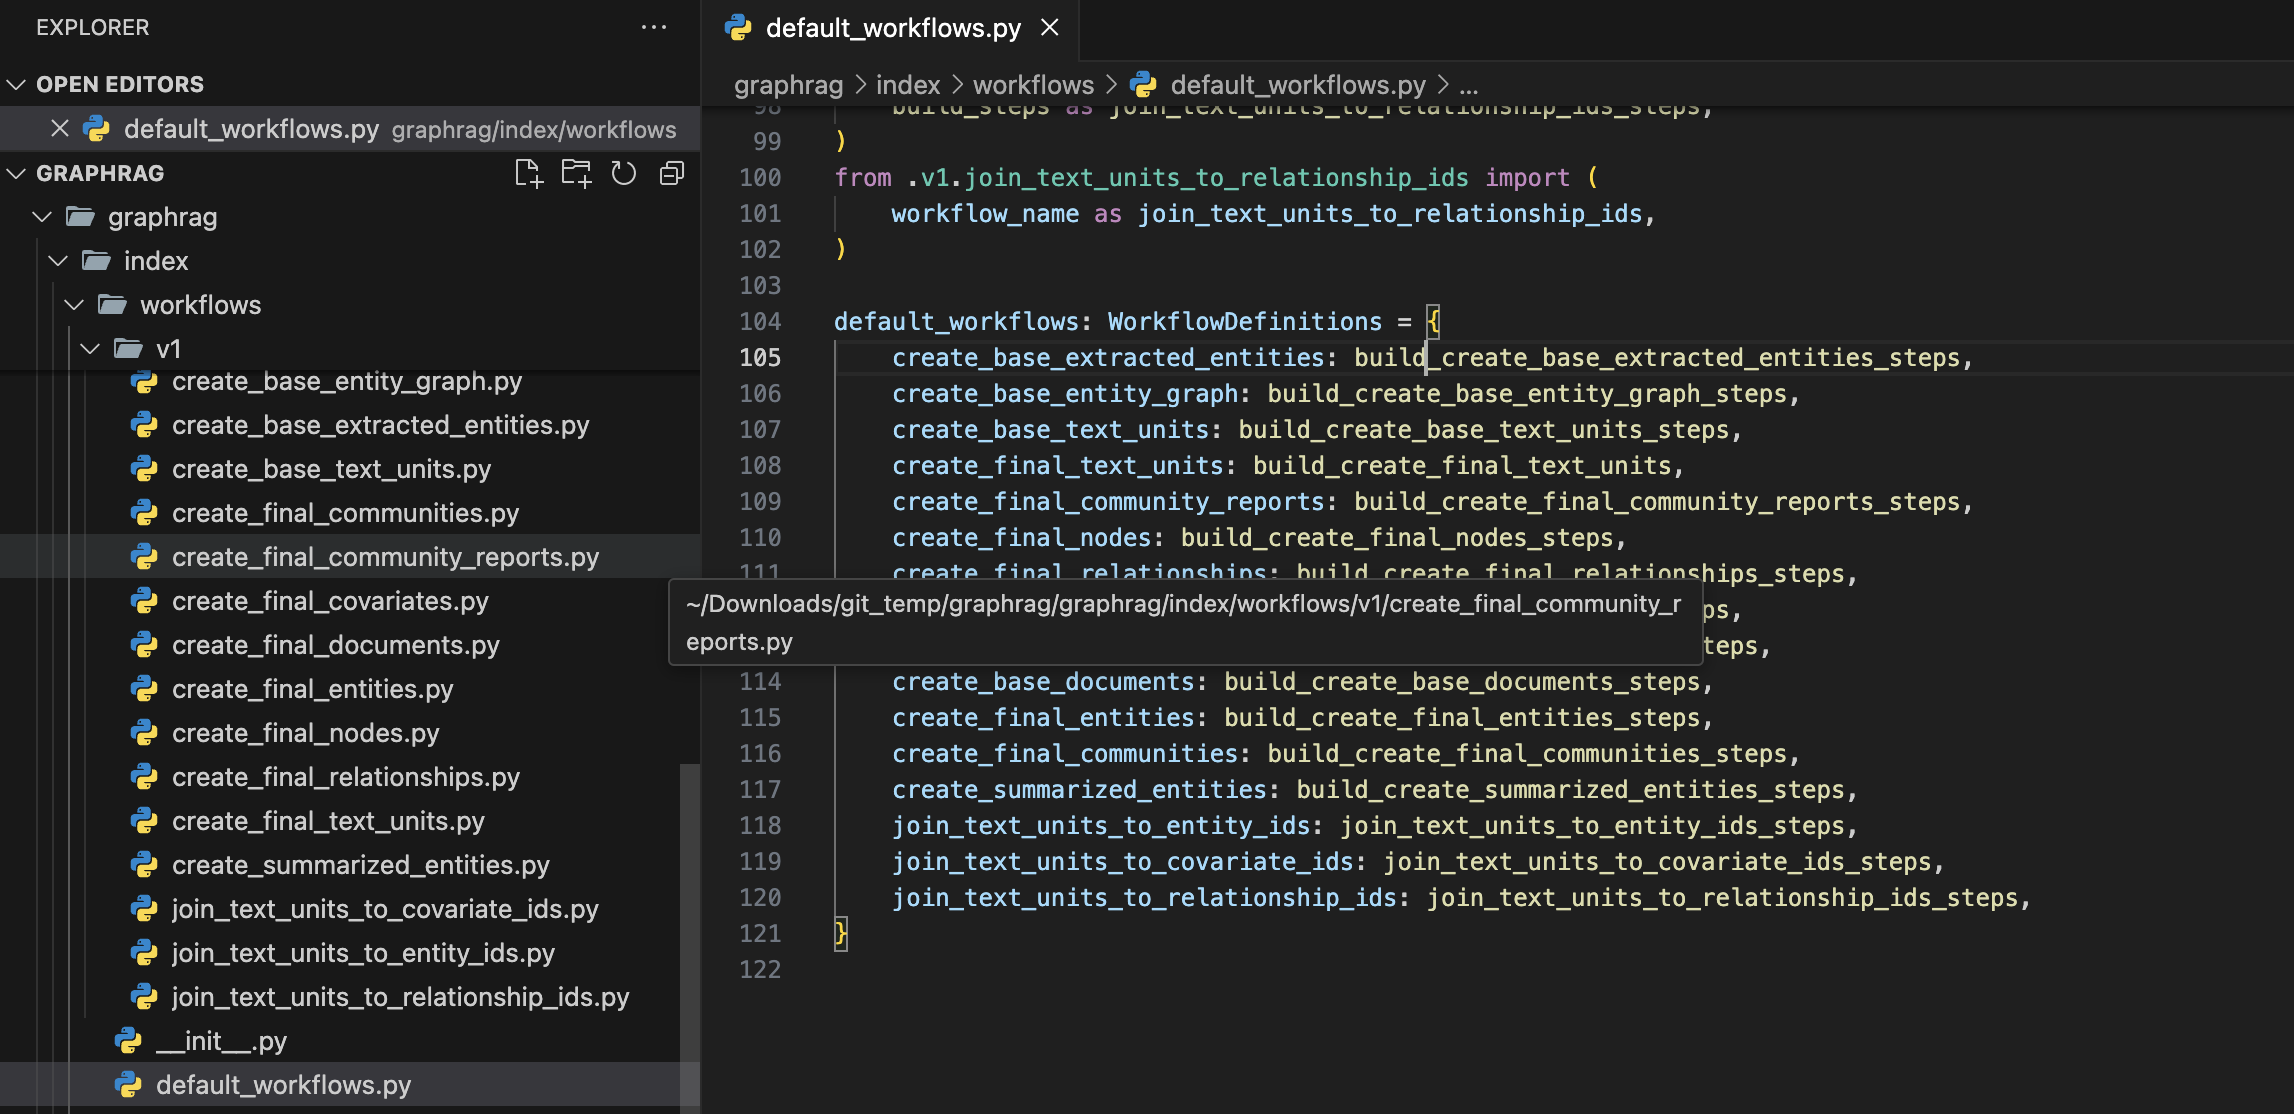 EXPLORER
OPEN EDITORS
default_workflows.py graphrag/index/workflows
GRAPHRAG
graphrag
index
workflows
v1
create_base_entity_graph.py
create_base_extracted_entities.py
create_base_text_units.py
create_final_communities.py
create_final_community_reports.py
create_final_covariates.py
create_final_documents.py
create_final_entities.py
create_final_nodes.py
create_final_relationships.py
create_final_text_units.py
create_summarized_entities.py
join_text_units_to_covariate_ids.py
join_text_units_to_entity_ids.py
join_text_units_to_relationship_ids.py
__init__.py
default_workflows.py
default_workflows.py
graphrag > index > workflows > default_workflows.py > ...
98 build_steps as join_text_units_to_relationship_ids_steps,
99 )
100 from .v1.join_text_units_to_relationship_ids import (
101 workflow_name as join_text_units_to_relationship_ids,
102 )
103
104 default_workflows: WorkflowDefinitions = {
105 create_base_extracted_entities: build_create_base_extracted_entities_steps,
106 create_base_entity_graph: build_create_base_entity_graph_steps,
107 create_base_text_units: build_create_base_text_units_steps,
108 create_final_text_units: build_create_final_text_units,
109 create_final_community_reports: build_create_final_community_reports_steps,
110 create_final_nodes: build_create_final_nodes_steps,
111 create_final_relationships: build_create_final_relationships_steps,
~/Downloads/git_temp/graphrag/graphrag/index/workflows/v1/create_final_community_r
eports.py
ps,
teps,
114 create_base_documents: build_create_base_documents_steps,
115 create_final_entities: build_create_final_entities_steps,
116 create_final_communities: build_create_final_communities_steps,
117 create_summarized_entities: build_create_summarized_entities_steps,
118 join_text_units_to_entity_ids: join_text_units_to_entity_ids_steps,
119 join_text_units_to_covariate_ids: join_text_units_to_covariate_ids_steps,
120 join_text_units_to_relationship_ids: join_text_units_to_relationship_ids_steps,
121 }
122